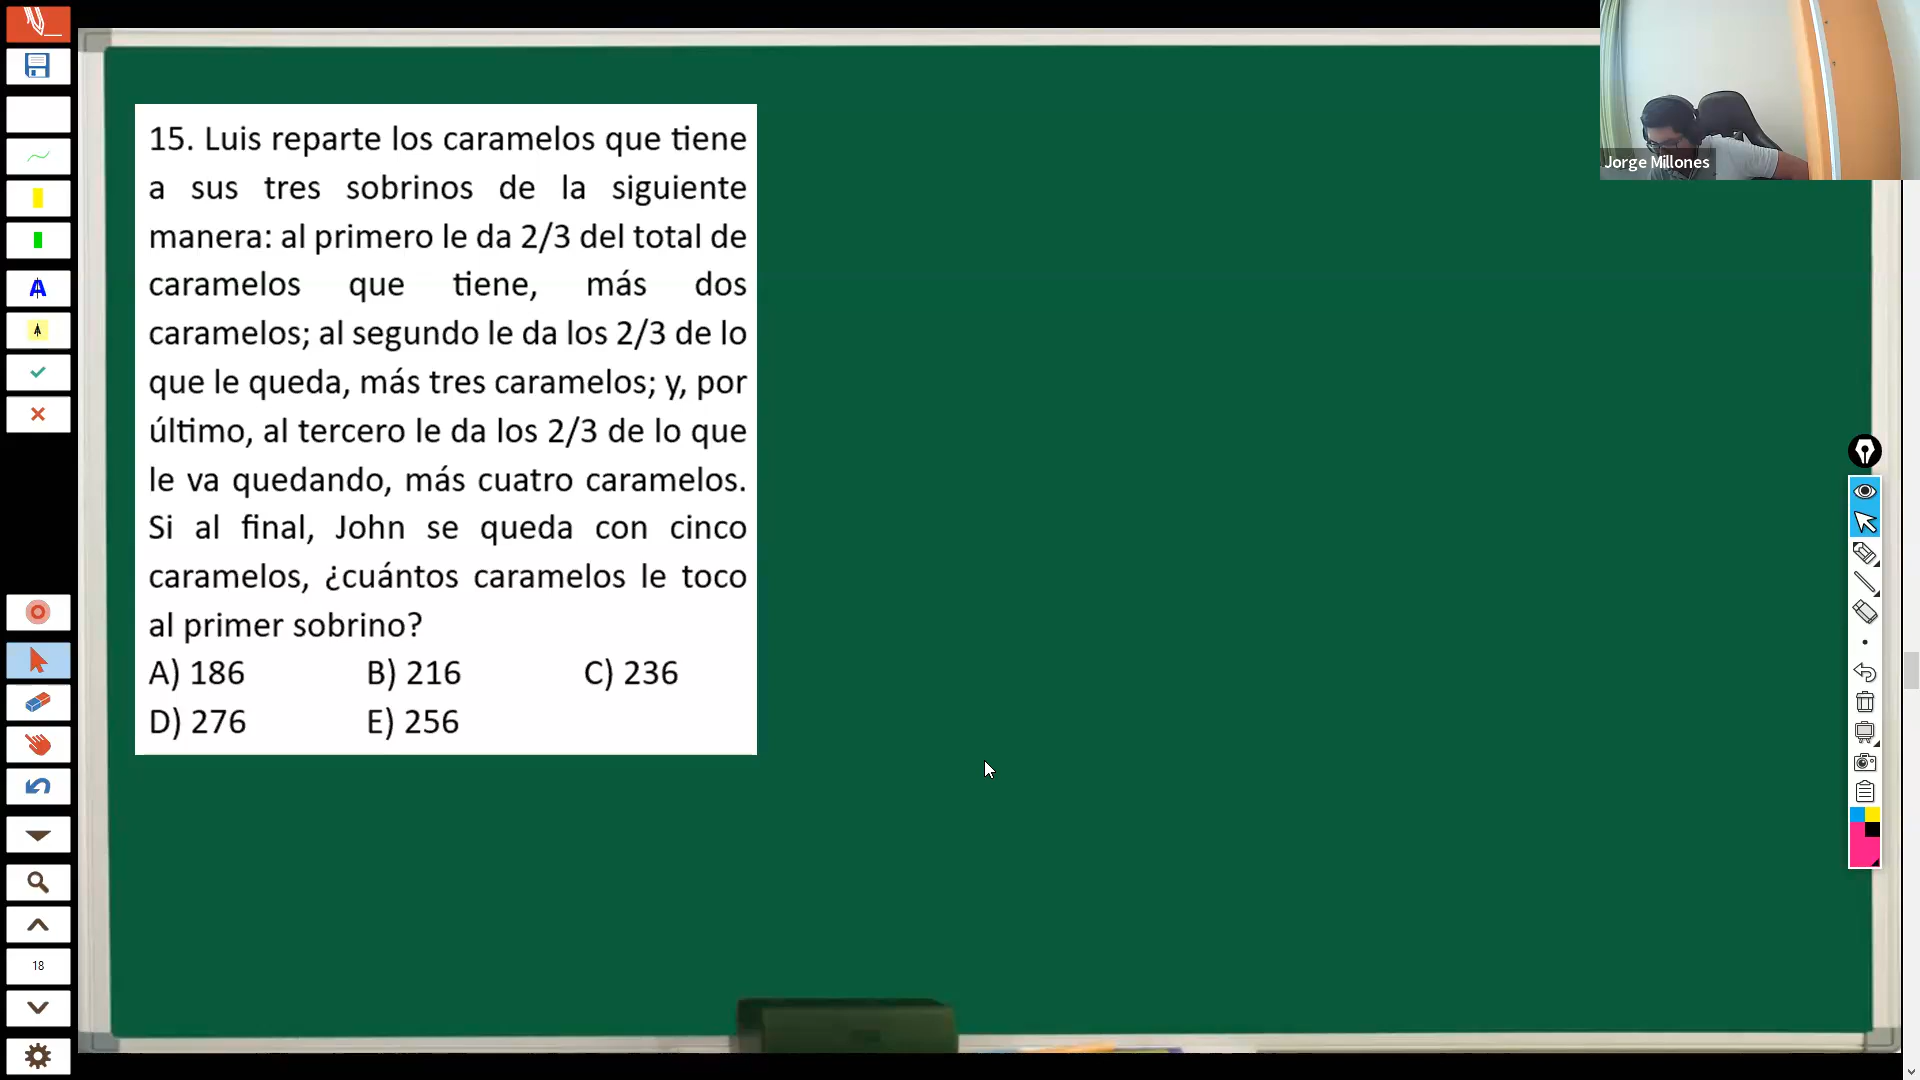 15. Luis reparte los caramelos que tiene
a sus tres sobrinos de la siguiente
manera: al primero le da 2/3 del total de
caramelos que tiene, más dos
caramelos; al segundo le da los 2/3 de lo
que le queda, más tres caramelos; y, por
último, al tercero le da los 2/3 de lo que
le va quedando, más cuatro caramelos.
Si al final, John se queda con cinco
caramelos, ¿cuántos caramelos le toco
al primer sobrino?
A) 186 B) 216 C) 236
D) 276 E) 256
Jorge Millones
A
A
18